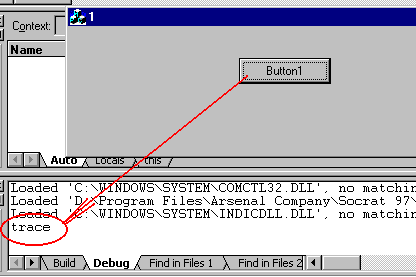 Context:
1
Name
Button1
Auto Locals this
Loaded 'C:\WINDOWS\SYSTEM\COMCTL32.DLL', no matchin
Loaded 'D:\Program Files\Arsenal Company\Socrat 97\
Loaded 'C:\WINDOWS\SYSTEM\INDICDLL.DLL', no matchin
trace
Build Debug Find in Files 1 Find in Files 2